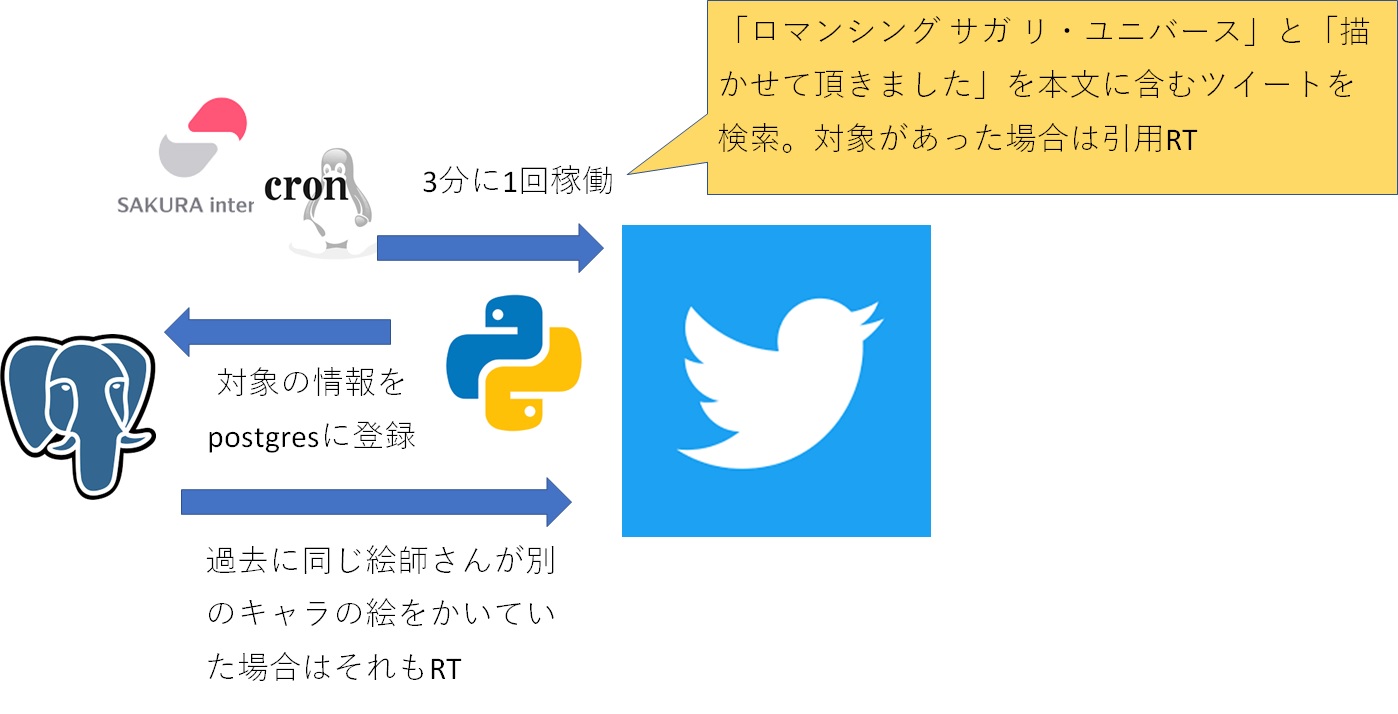 「ロマンシング サガ リ・ユニバース」と「描
かせて頂きました」を本文に含むツイートを
検索。対象があった場合は引用RT
SAKURA inter
cron
3分に1回稼働
対象の情報を
postgresに登録
過去に同じ絵師さんが別
のキャラの絵をかいてい
た場合はそれもRT